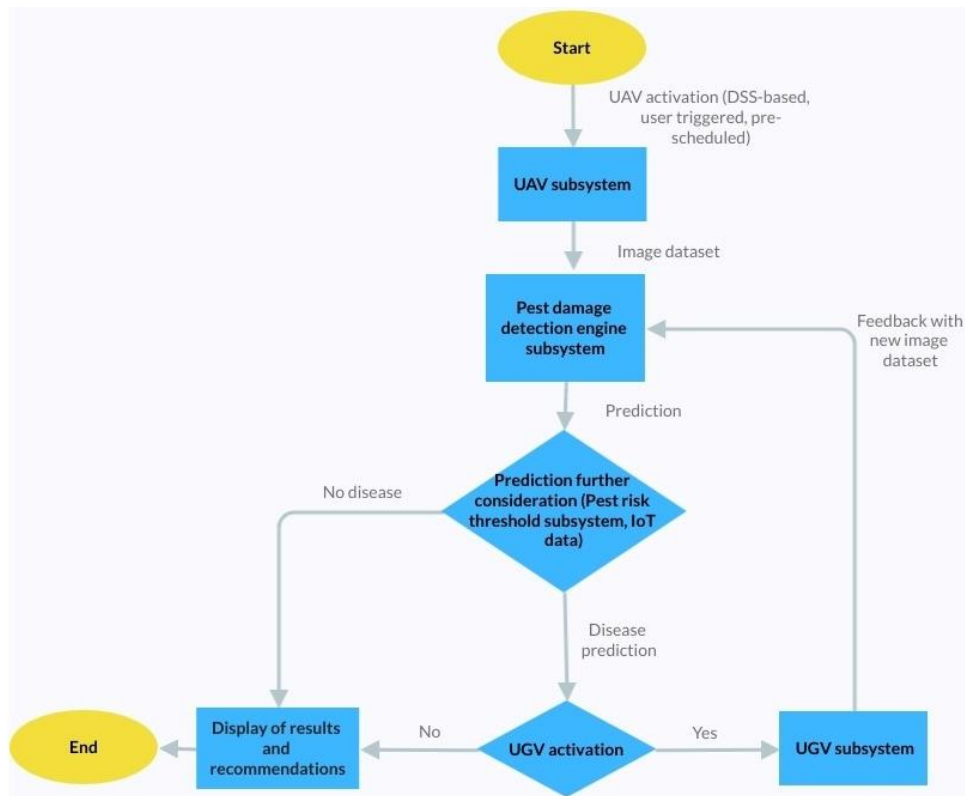 Start
UAV activation (DSS-based,
user triggered, pre-
scheduled)
UAV subsystem
Image dataset
Pest damage
detection engine
subsystem
Feedback with
new image
dataset
Prediction
Prediction further
consideration (Pest risk
threshold subsystem, IoT
data)
No disease
Disease
prediction
End
Display of results
and
recommendations
No
UGV activation
Yes
UGV subsystem